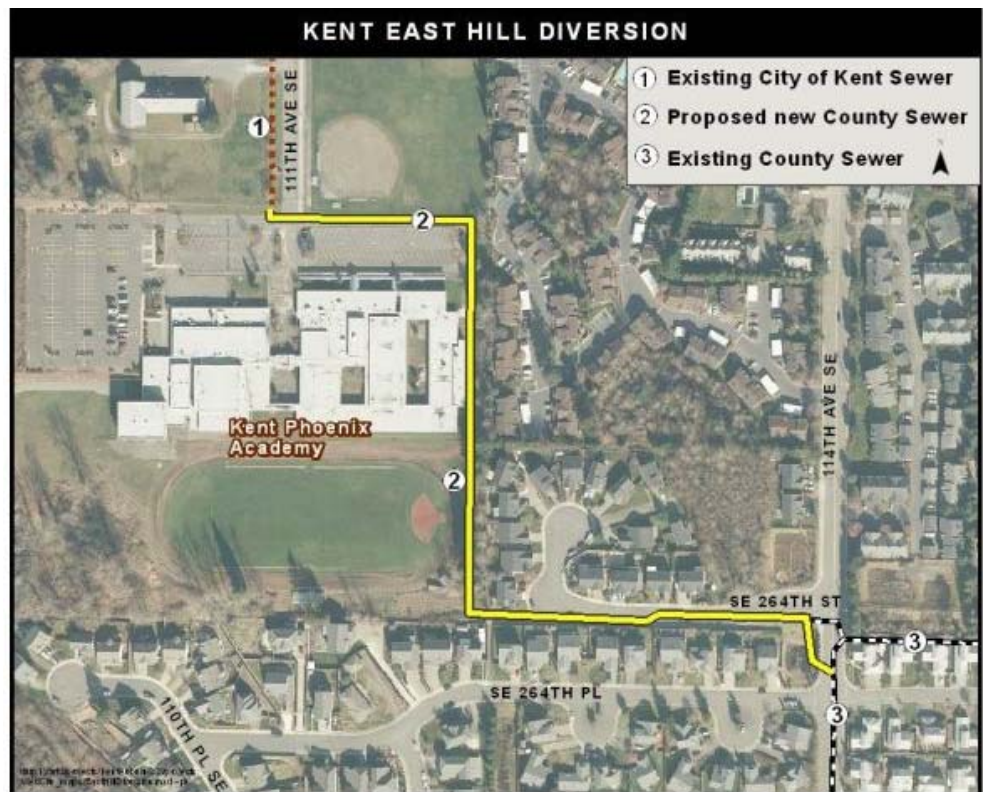 KENT EAST HILL DIVERSION
1 Existing City of Kent Sewer
2 Proposed new County Sewer
3 Existing County Sewer
1
111TH AVE SE
2
114TH AVE SE
Kent Phoenix
Academy
2
SE 264TH ST
3
SE 264TH PL
3
110TH PL SE